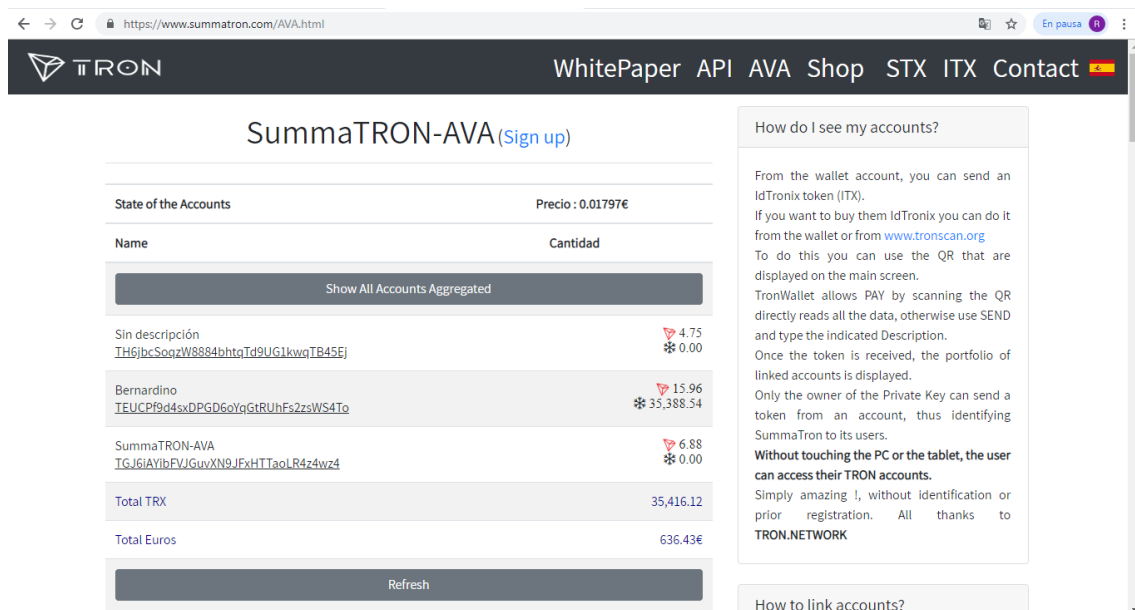 https://www.summatron.com/AVA.html
En pausa
R
TRON
WhitePaper API AVA Shop STX ITX Contact
SummaTRON-AVA(Sign up)
State of the Accounts Precio : 0.01797€
Name Cantidad
Show All Accounts Aggregated
Sin descripción 4.75
TH6jbcSoqzW8884bhtqTd9UG1kwqTB45Ej 0.00
Bernardino 15.96
TEUCPf9d4sxDPGD6oYqGtRUhFs2zsWS4To 35,388.54
SummaTRON-AVA 6.88
TGJ6iAYibFVJGuvXN9JFxHTTaoLR4z4wz4 0.00
Total TRX 35,416.12
Total Euros 636.43€
Refresh
How do I see my accounts?
From the wallet account, you can send an
IdTronix token (ITX).
If you want to buy them IdTronix you can do it
from the wallet or from www.tronscan.org
To do this you can use the QR that are
displayed on the main screen.
TronWallet allows PAY by scanning the QR
directly reads all the data, otherwise use SEND
and type the indicated Description.
Once the token is received, the portfolio of
linked accounts is displayed.
Only the owner of the Private Key can send a
token from an account, thus identifying
SummaTron to its users.
Without touching the PC or the tablet, the user
can access their TRON accounts.
Simply amazing !, without identification or
prior registration. All thanks to
TRON.NETWORK
How to link accounts?